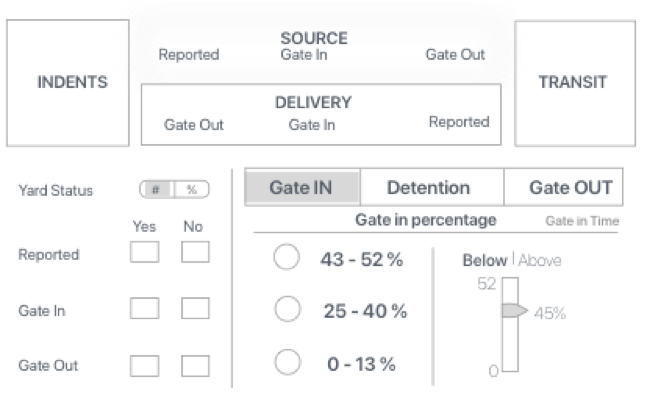 INDENTS
SOURCE
Reported Gate In Gate Out
DELIVERY
Gate Out Gate In Reported
TRANSIT
Yard Status # %
Yes No
Reported
Gate In
Gate Out
Gate IN Detention Gate OUT
Gate in percentage Gate in Time
43 - 52 %
25 - 40 %
0 - 13 %
Below | Above
52
45%
0